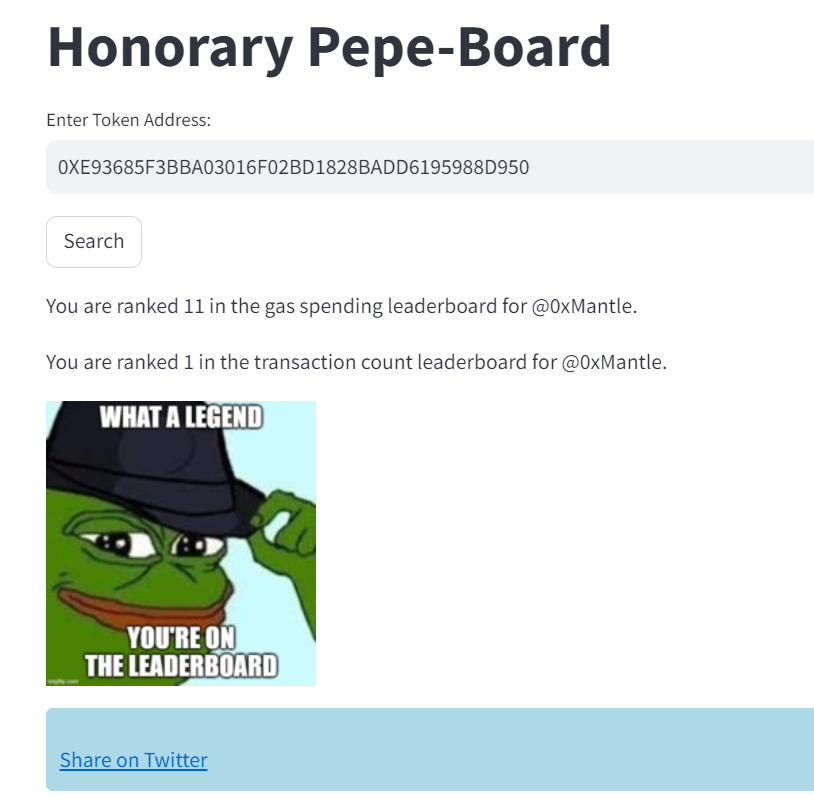 Honorary Pepe-Board
Enter Token Address:
0XE93685F3BBA03016F02BD1828BADD6195988D950
Search
You are ranked 11 in the gas spending leaderboard for @0xMantle.
You are ranked 1 in the transaction count leaderboard for @0xMantle.
WHAT A LEGEND
YOU'RE ON
THE LEADERBOARD
imgflip.com
Share on Twitter